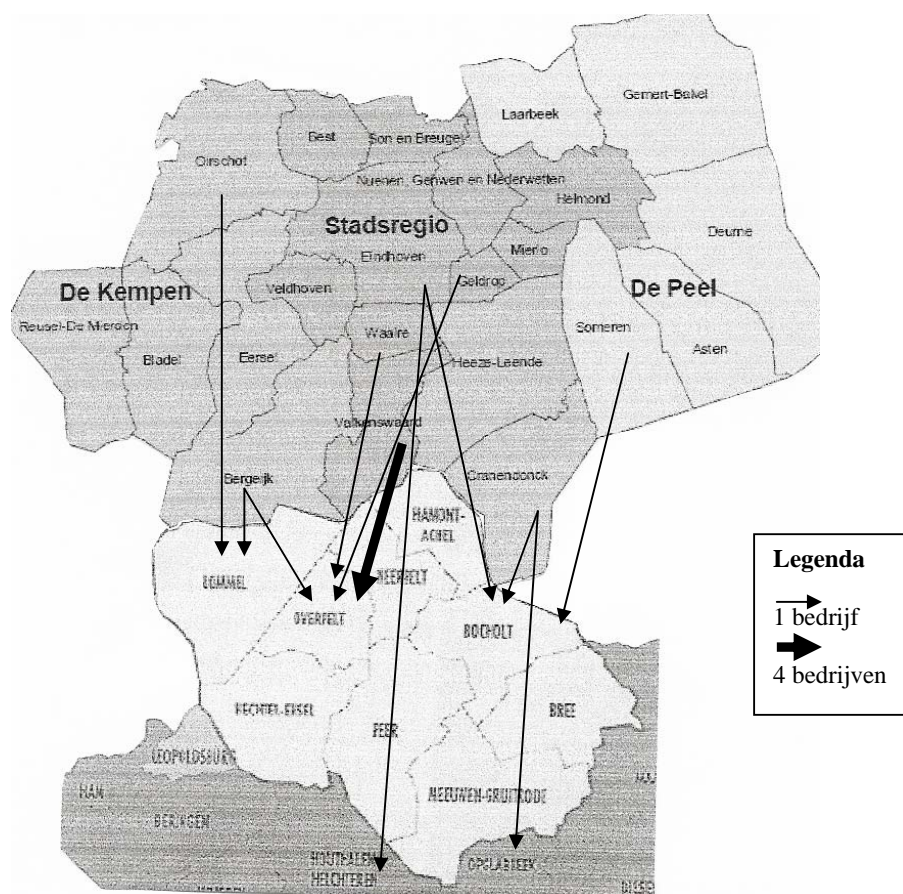 Gemert-Bakel
Laarbeek
Best
Son en Breugel
Oirschot
Nuenen, Gerwen en Nederwetten
Helmond
Stadsregio
Deurne
Mierlo
Eindhoven
Geldrop
De Kempen
Veldhoven
De Peel
Reusel-De Mierden
Waalre
Someren
Asten
Bladel
Eersel
Heeze-Leende
Valkenswaard
Bergeijk
Cranendonck
HAMONT-
ACHEL
Legenda
1 bedrijf
4 bedrijven
LOMMEL
NEERPELT
OVERPELT
BOCHOLT
HECHTEL-EKSEL
PEER
BREE
LEOPOLDSBURG
MEEUWEN-GRUITRODE
HAM
BERINGEN
HOUTHALEN
HELCHTEREN
OPGLABBEEK